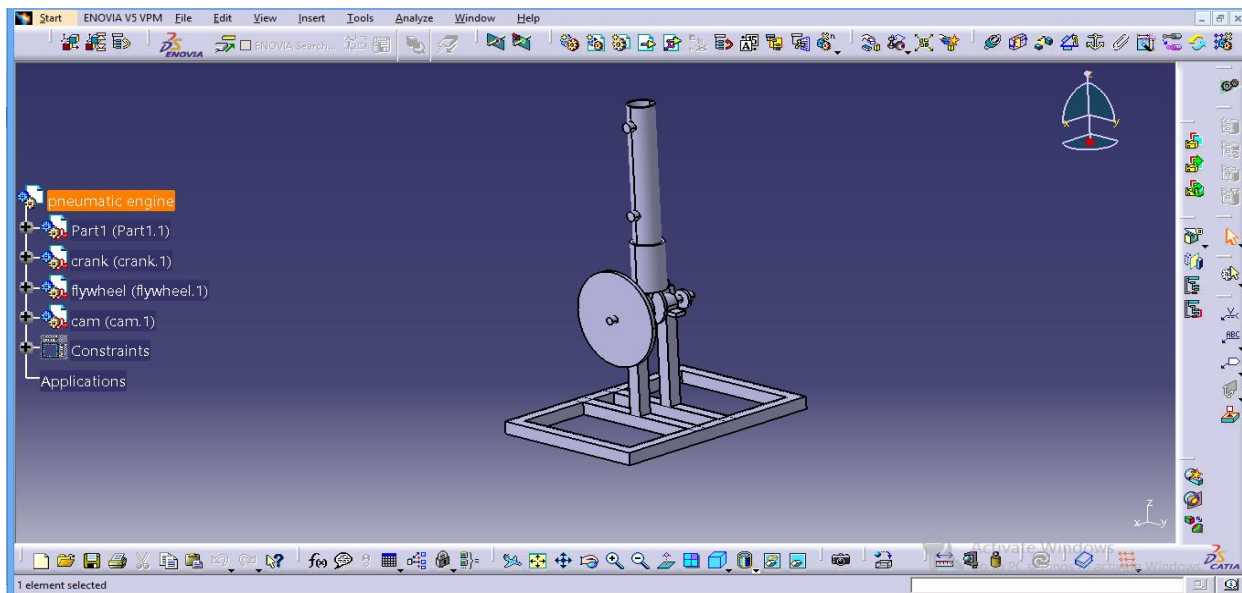 Start ENOVIA V5 VPM File Edit View Insert Tools Analyze Window Help
ENOVIA ENOVIA Search...
pneumatic engine
Part1 (Part1.1)
crank (crank.1)
flywheel (flywheel.1)
cam (cam.1)
Constraints
Applications
x y
ABC
z
x y
f(x)
Activate Windows
CATIA
1 element selected